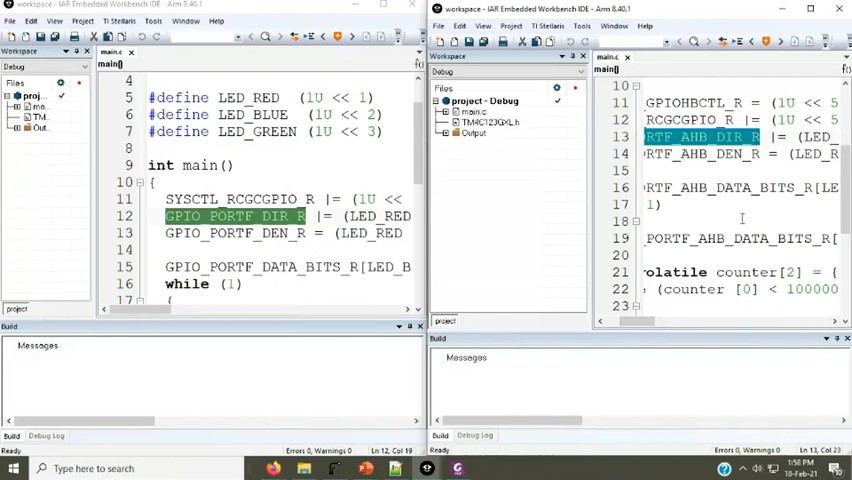 workspace - IAR Embedded Workbench IDE - Arm 8.40.1
File Edit View Project TI Stellaris Tools Window Help
Workspace
Debug
Files
proj...
ma...
TM...
Out...
project
main.c
main()
4
5 #define LED_RED (1U << 1)
6 #define LED_BLUE (1U << 2)
7 #define LED_GREEN (1U << 3)
8
9 int main()
10 {
11 SYSCTL_RCGCGPIO_R |= (1U <<
12 GPIO_PORTF_DIR_R |= (LED_RED
13 GPIO_PORTF_DEN_R = (LED_RED
14
15 GPIO_PORTF_DATA_BITS_R[LED_B
16 while (1)
17 {
Build
Messages
Build Debug Log
Ready Errors 0, Warnings 0 Ln 12, Col 19
workspace - IAR Embedded Workbench IDE - Arm 8.40.1
File Edit View Project TI Stellaris Tools Window Help
Workspace
Debug
Files
project - Debug
main.c
TM4C123GXL.h
Output
project
main.c
main()
10
11 GPIOHBCTL_R = (1U << 5
12 RCGCGPIO_R |= (1U << 5
13 RTF_AHB_DIR_R |= (LED_
14 ORTF_AHB_DEN_R = (LED_R
15
16 ORTF_AHB_DATA_BITS_R[LE
17 1)
18
19 _PORTF_AHB_DATA_BITS_R[
20
21 volatile counter[2] = {
22 e (counter [0] < 100000
23
Build
Messages
Build Debug Log
Ready Errors 0, Warnings 0 Ln 13, Col 23
Type here to search
1:58 PM
18-Feb-21